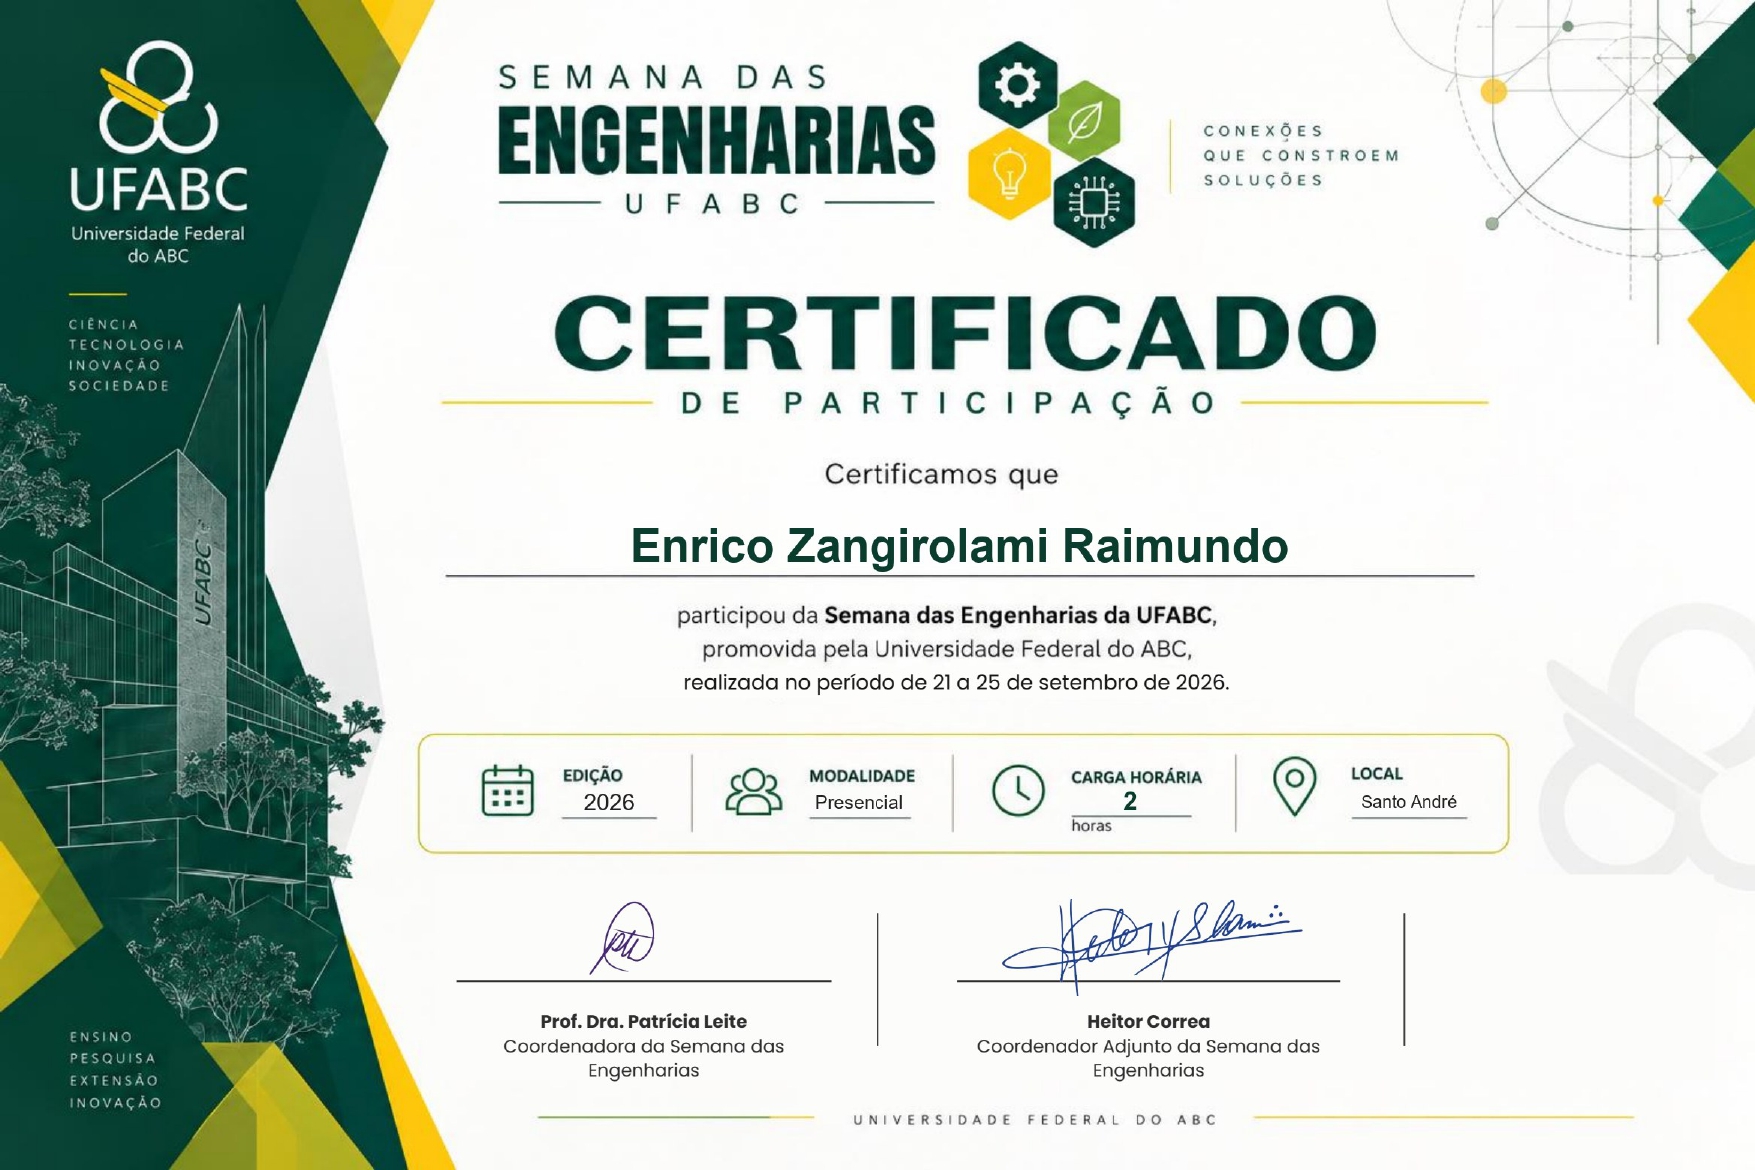 UFABC
Universidade Federal
do ABC
CIÊNCIA
TECNOLOGIA
INOVAÇÃO
SOCIEDADE
UFABC
ENSINO
PESQUISA
EXTENSÃO
INOVAÇÃO
SEMANA DAS
ENGENHARIAS
UFABC
CONEXÕES
QUE CONSTROEM
SOLUÇÕES
CERTIFICADO
DE PARTICIPAÇÃO
Certificamos que
Enrico Zangirolami Raimundo
participou da Semana das Engenharias da UFABC,
promovida pela Universidade Federal do ABC,
realizada no período de 21 a 25 de setembro de 2026.
EDIÇÃO
2026
MODALIDADE
Presencial
CARGA HORÁRIA
2
horas
LOCAL
Santo André
Prof. Dra. Patrícia Leite
Coordenadora da Semana das
Engenharias
Heitor Correa
Coordenador Adjunto da Semana das
Engenharias
UNIVERSIDADE FEDERAL DO ABC